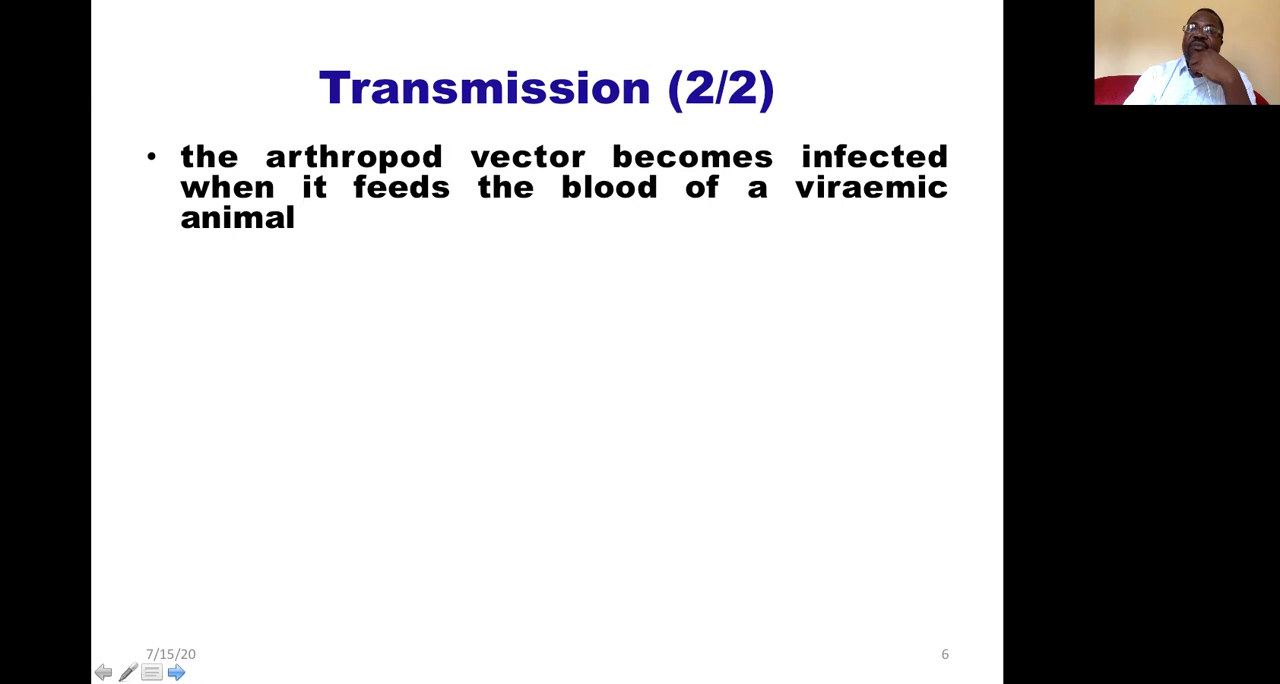 Transmission (2/2)
• the arthropod vector becomes infected
when it feeds the blood of a viraemic
animal
7/15/20
6